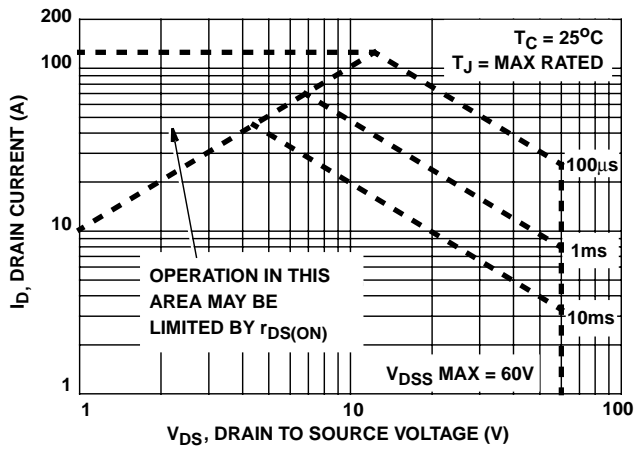 200
100
10
1
I_D, DRAIN CURRENT (A)
T_C = 25°C
T_J = MAX RATED
100µs
1ms
10ms
OPERATION IN THIS
AREA MAY BE
LIMITED BY r_DS(ON)
V_DSS MAX = 60V
1
10
100
V_DS, DRAIN TO SOURCE VOLTAGE (V)